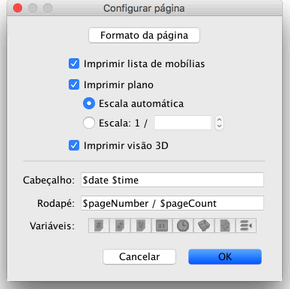 Configurar página
Formato da página
Imprimir lista de mobílias
Imprimir plano
Escala automática
Escala: 1 /
Imprimir visão 3D
Cabeçalho: $date $time
Rodapé: $pageNumber / $pageCount
Variáveis:
Cancelar OK